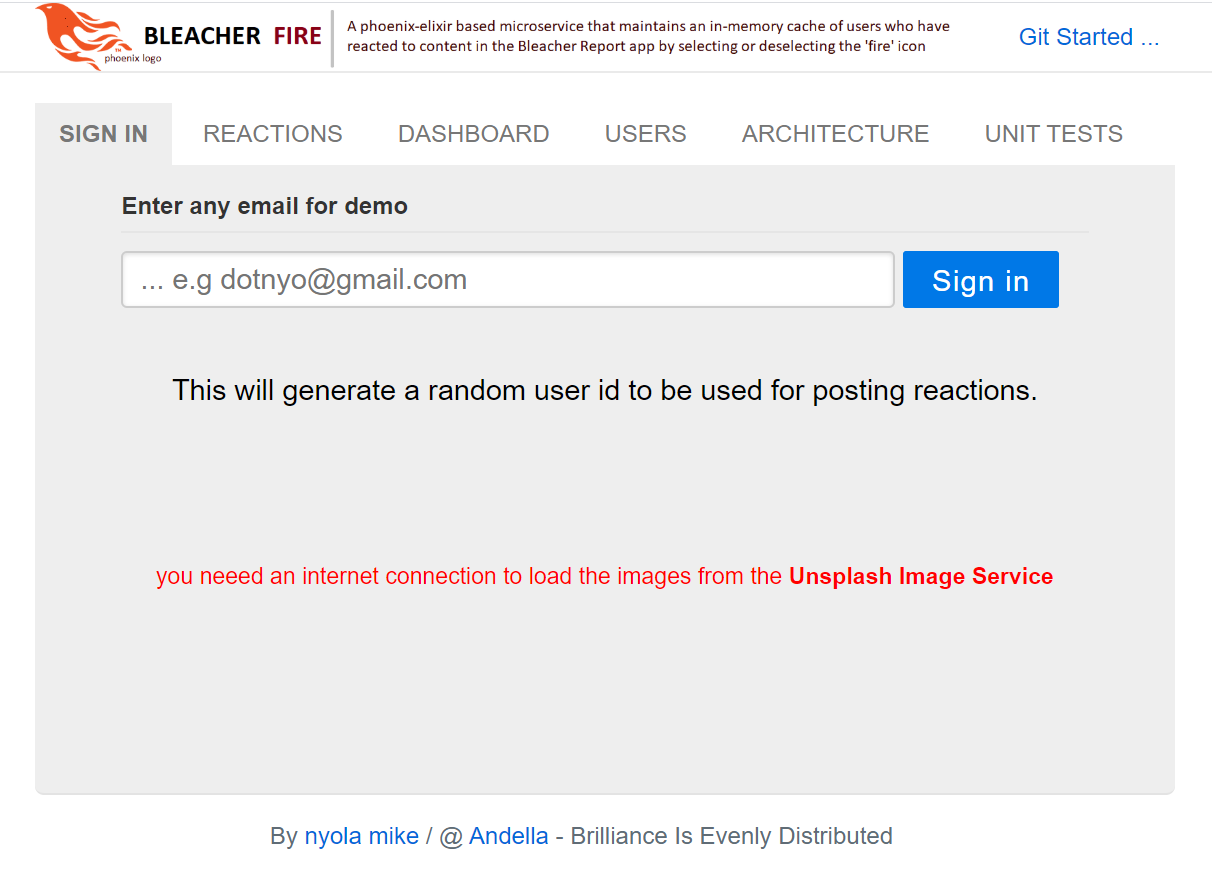 BLEACHER FIRE
TM
phoenix logo
A phoenix-elixir based microservice that maintains an in-memory cache of users who have
reacted to content in the Bleacher Report app by selecting or deselecting the 'fire' icon
Git Started ...
SIGN IN REACTIONS DASHBOARD USERS ARCHITECTURE UNIT TESTS
Enter any email for demo
... e.g dotnyo@gmail.com Sign in
This will generate a random user id to be used for posting reactions.
you neeed an internet connection to load the images from the Unsplash Image Service
By nyola mike / @ Andella - Brilliance Is Evenly Distributed